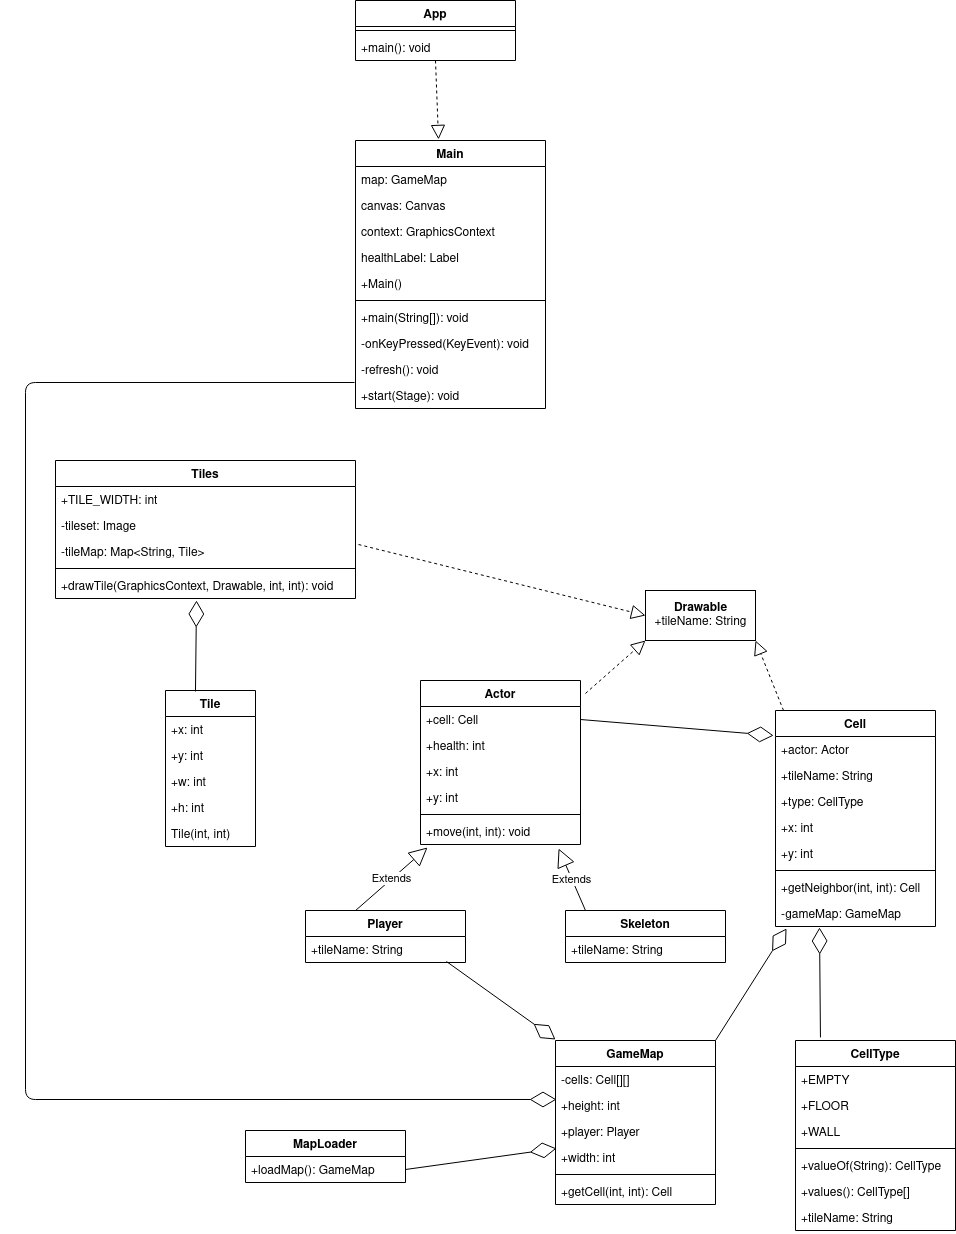 App
+main(): void
Main
map: GameMap
canvas: Canvas
context: GraphicsContext
healthLabel: Label
+Main()
+main(String[]): void
-onKeyPressed(KeyEvent): void
-refresh(): void
+start(Stage): void
Tiles
+TILE_WIDTH: int
-tileset: Image
-tileMap: Map<String, Tile>
+drawTile(GraphicsContext, Drawable, int, int): void
Drawable
+tileName: String
Tile
+x: int
+y: int
+w: int
+h: int
Tile(int, int)
Actor
+cell: Cell
+health: int
+x: int
+y: int
+move(int, int): void
Cell
+actor: Actor
+tileName: String
+type: CellType
+x: int
+y: int
+getNeighbor(int, int): Cell
-gameMap: GameMap
Extends
Extends
Player
+tileName: String
Skeleton
+tileName: String
GameMap
-cells: Cell[][]
+height: int
+player: Player
+width: int
+getCell(int, int): Cell
CellType
+EMPTY
+FLOOR
+WALL
+valueOf(String): CellType
+values(): CellType[]
+tileName: String
MapLoader
+loadMap(): GameMap